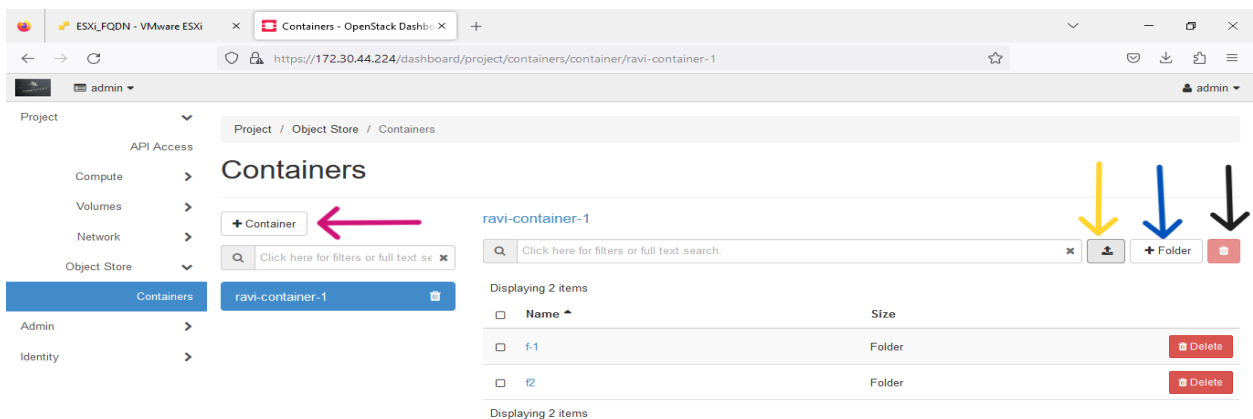 ESXi_FQDN - VMware ESXi
Containers - OpenStack Dashbo
https://172.30.44.224/dashboard/project/containers/container/ravi-container-1
admin
admin
Project
API Access
Compute
Volumes
Network
Object Store
Containers
Admin
Identity
Project / Object Store / Containers
Containers
+ Container
Click here for filters or full text se
ravi-container-1
ravi-container-1
Click here for filters or full text search.
+ Folder
Displaying 2 items
Name Size
f-1 Folder Delete
f2 Folder Delete
Displaying 2 items